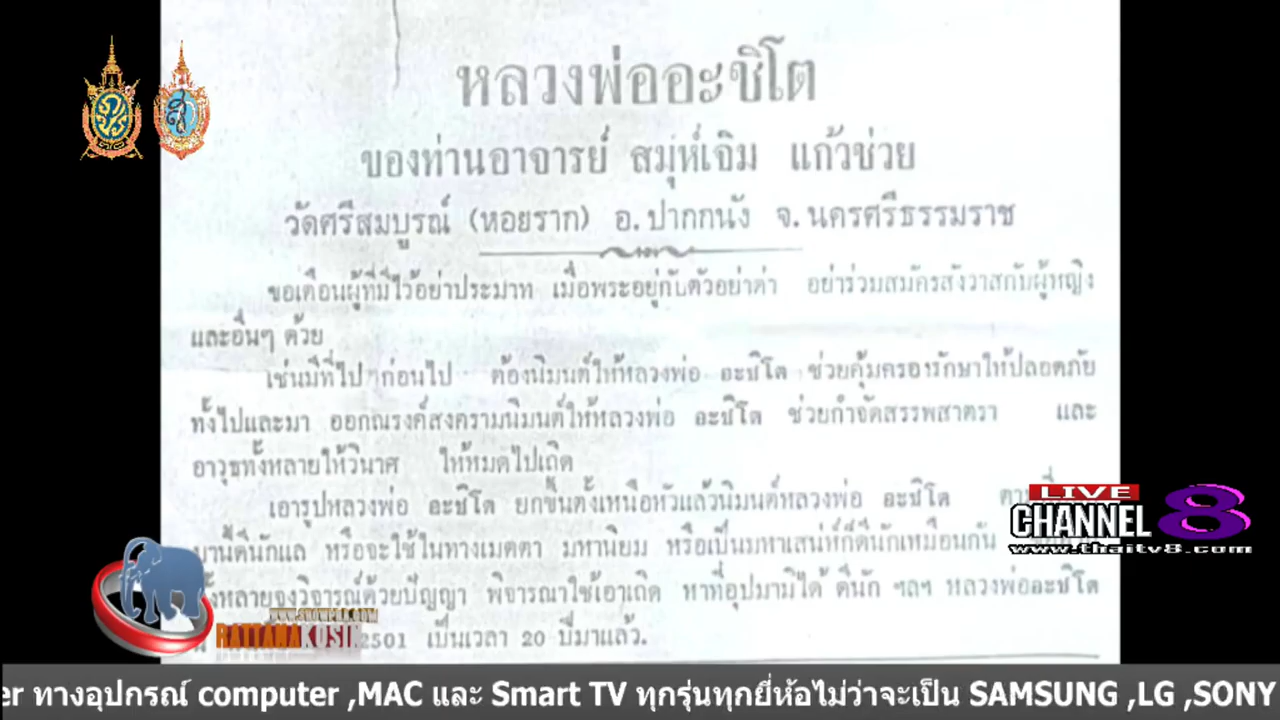 หลวงพ่ออะชิโต
ของท่านอาจารย์ สมุห์เจิม แก้วช่วย
วัดศรีสมบูรณ์ (หอยราก) อ.ปากกนัง จ.นครศรีธรรมราช
ขอเตือนผู้ที่มีไว้อย่าประมาท เมื่อพระอยู่กับตัวอย่าด่า อย่าร่วมสมัครสังวาสกับผู้หญิง
และอื่นๆ ด้วย
เช่นมีที่ไป ก่อนไป ต้องนิมนต์ให้หลวงพ่อ อะชิโต ช่วยคุ้มครองรักษาให้ปลอดภัย
ทั้งไปและมา ออกณรงค์สงครามนิมนต์ให้หลวงพ่อ อะชิโต ช่วยกำจัดสรรพสาตรา และ
อาวุธทั้งหลายให้วินาศ ให้หมดไปเถิด
เอารูปหลวงพ่อ อะชิโต ยกขึ้นตั้งเหนือหัวแล้วนิมนต์หลวงพ่อ อะชิโต
ดีนักแล หรือจะใช้ในทางเมตตา มหานิยม หรือเป็นมหาเสน่ห์ก็ดีนักเหมือนกัน
จงวิจารณ์ด้วยปัญญา พิจารณาใช้เอาเถิด หาที่อุปมามิได้ ดีนัก ฯลฯ หลวงพ่ออะชิโต
2501 เป็นเวลา 20 ปีมาแล้ว.
LIVE
CHANNEL 8
www.thaitv8.com
RATTANAKOSIN
er ทางอุปกรณ์ computer ,MAC และ Smart TV ทุกรุ่นทุกยี่ห้อไม่ว่าจะเป็น SAMSUNG ,LG ,SONY